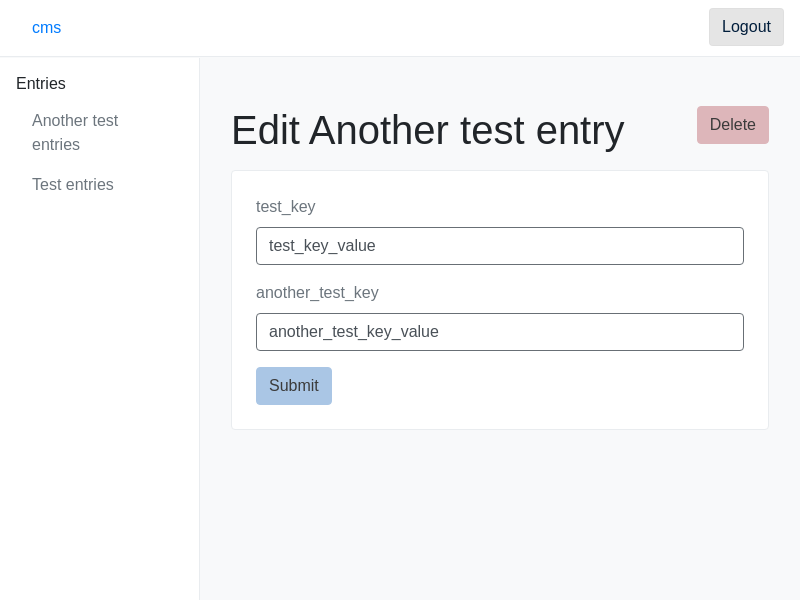 cms
Logout
Entries
Another test
entries
Test entries
Edit Another test entry
Delete
test_key
test_key_value
another_test_key
another_test_key_value
Submit